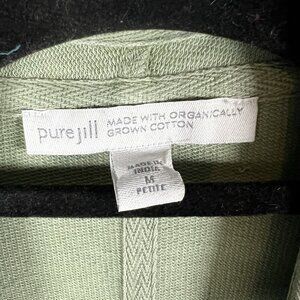 pure jill MADE WITH ORGANICALLY
GROWN COTTON
MADE IN
INDIA
M
PETITE